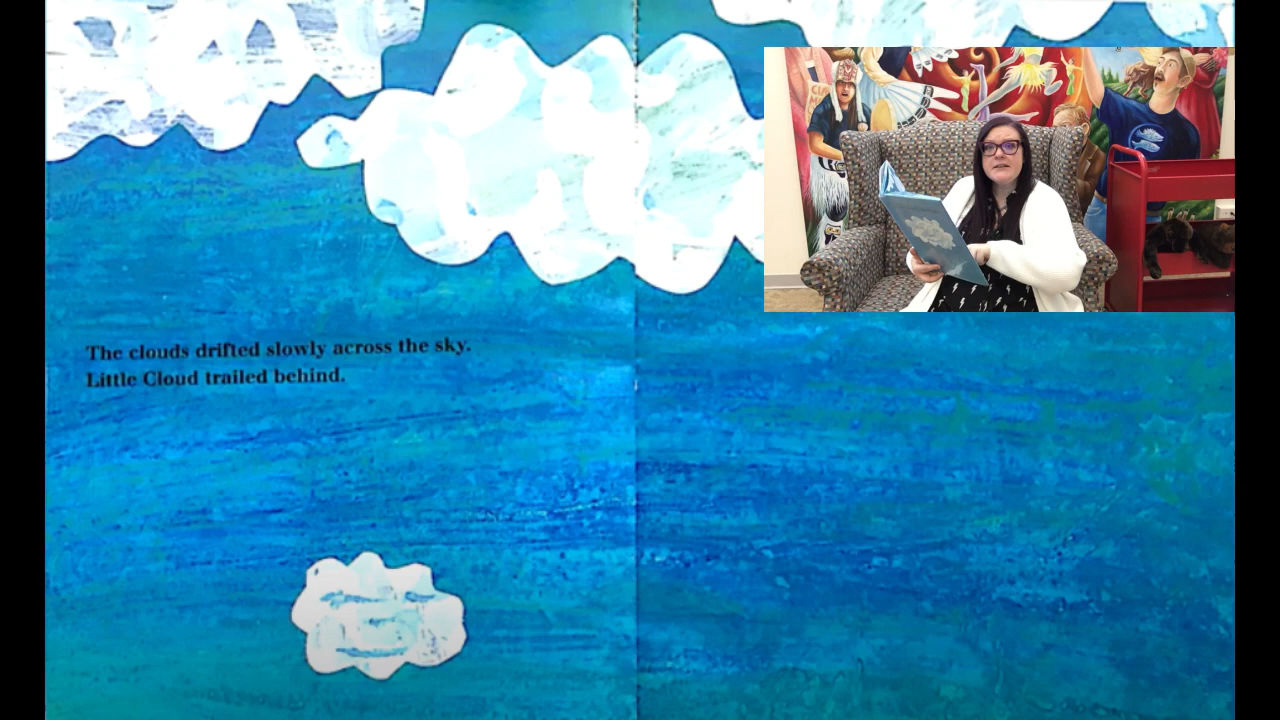 The clouds drifted slowly across the sky.
Little Cloud trailed behind.